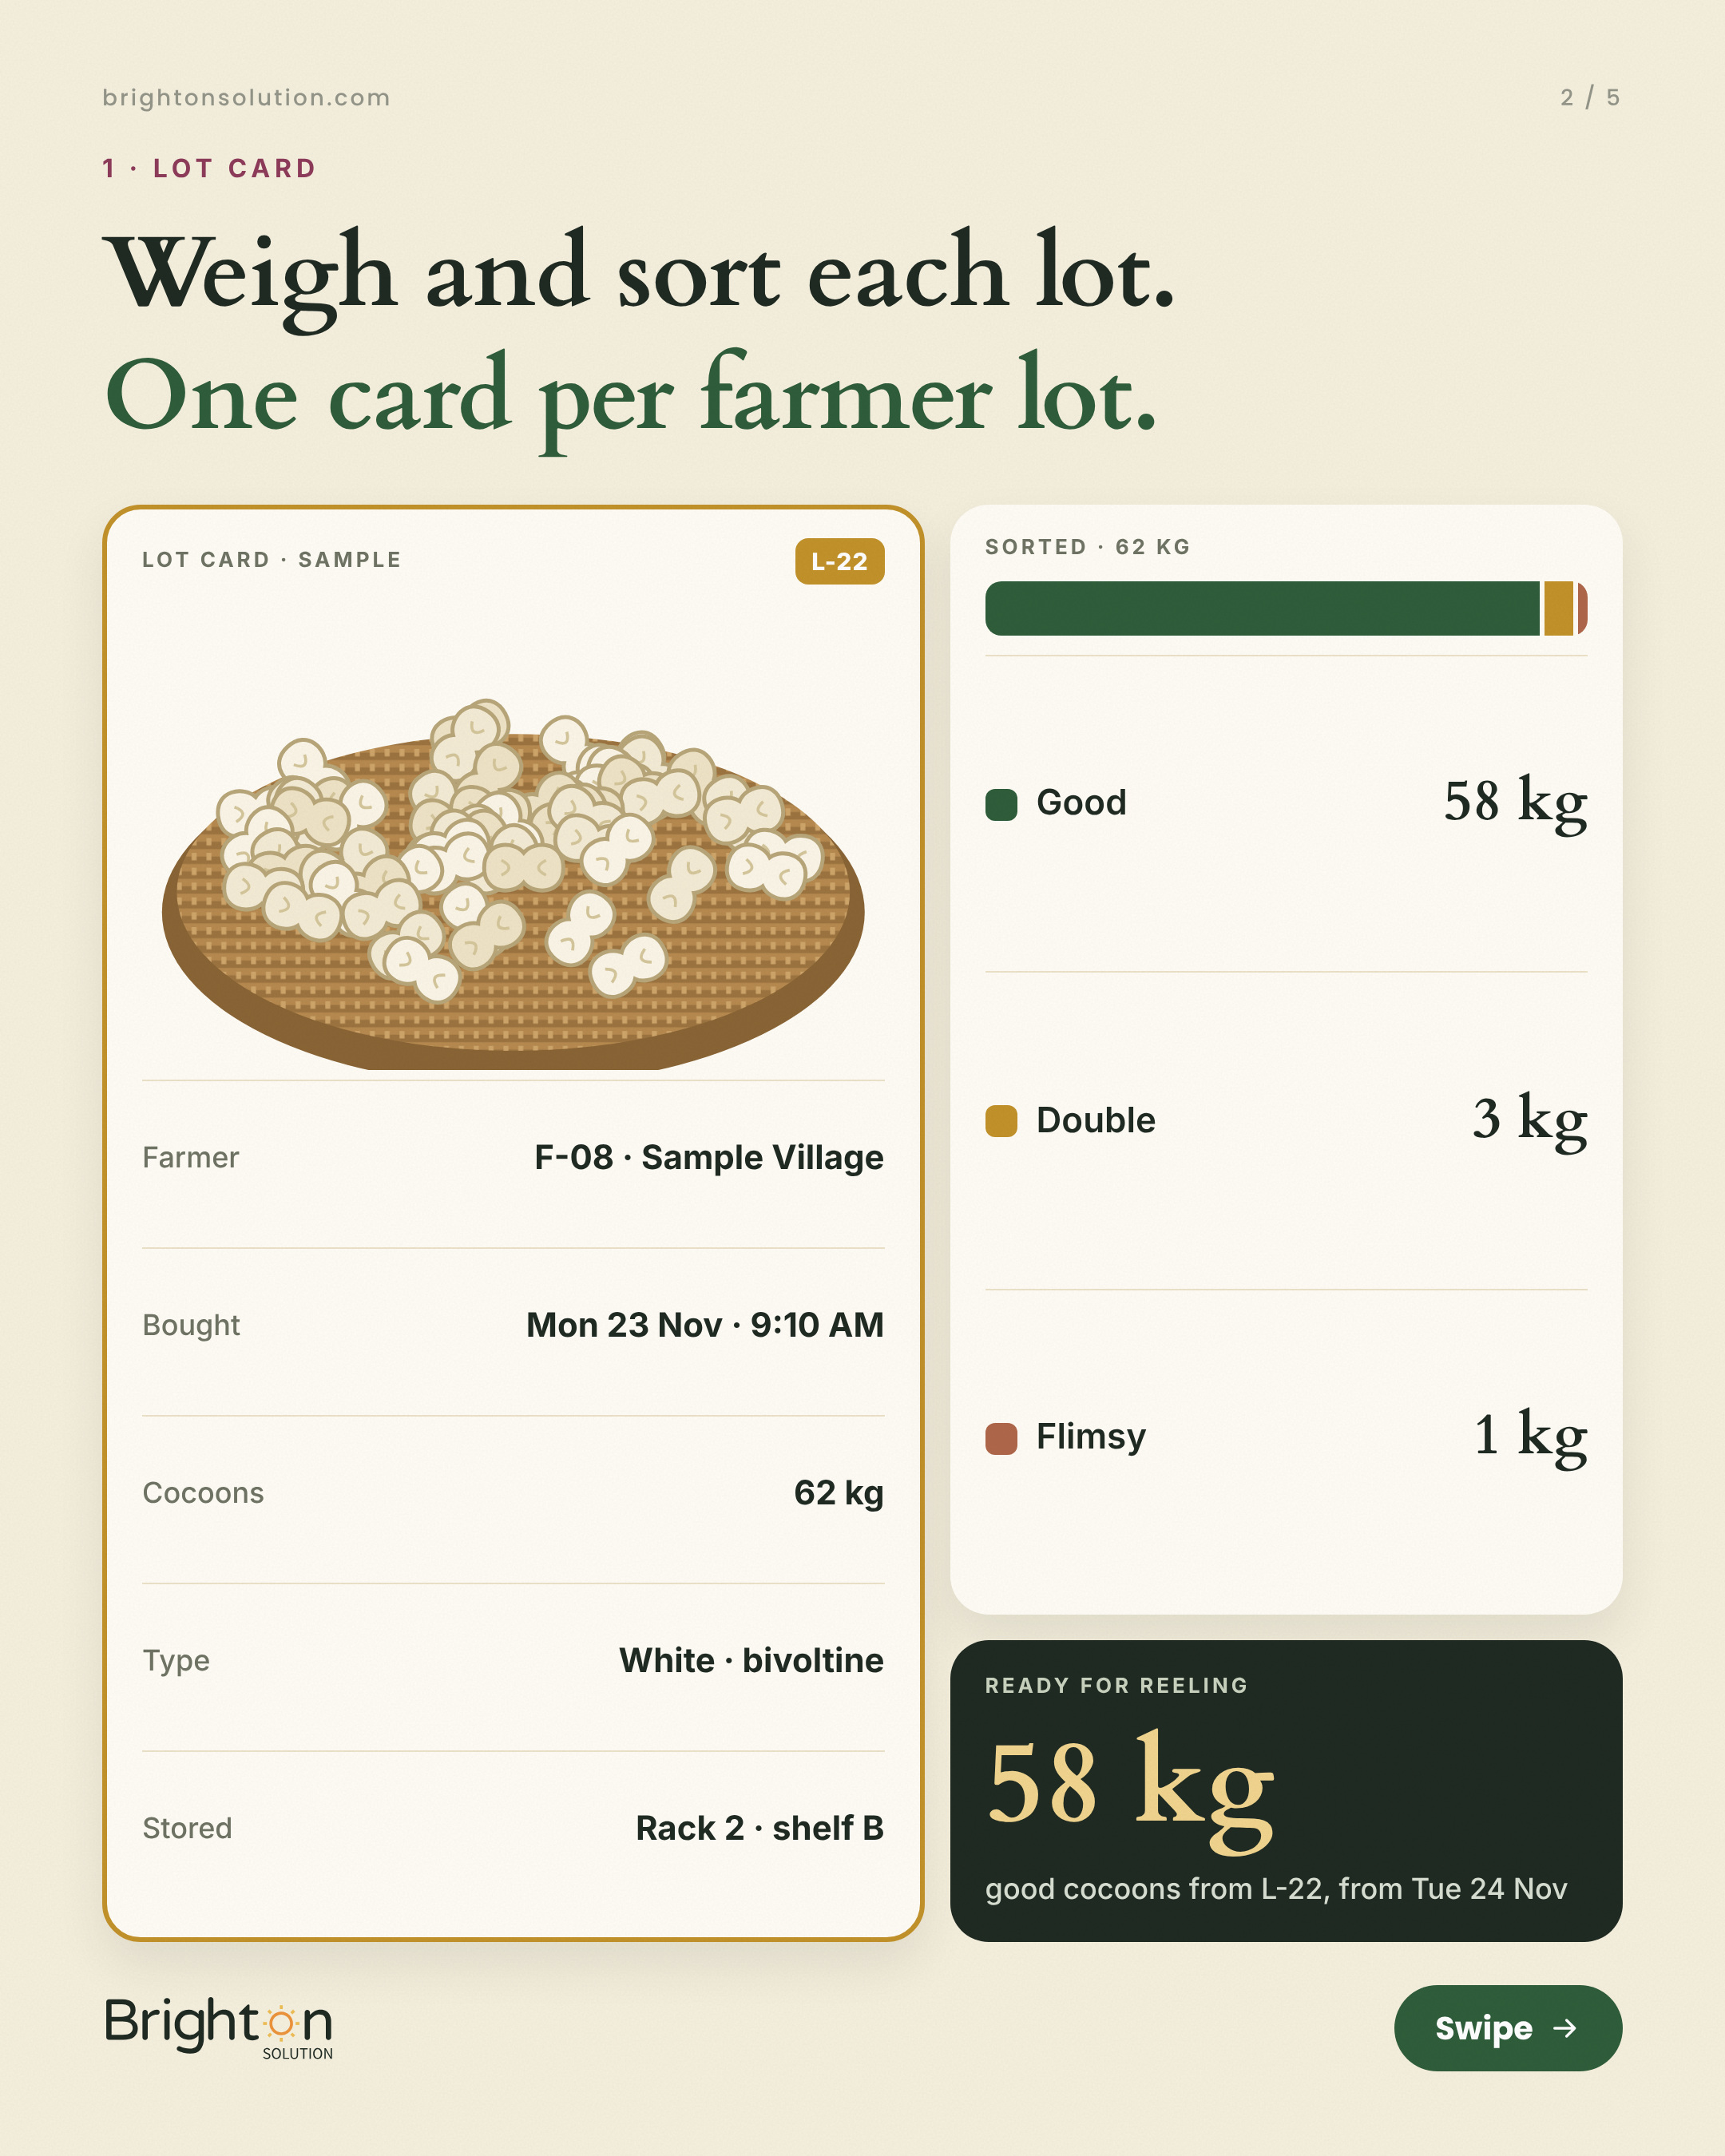 brightonsolution.com
2 / 5
1 · LOT CARD
Weigh and sort each lot.
One card per farmer lot.
LOT CARD · SAMPLE
L-22
Farmer
F-08 · Sample Village
Bought
Mon 23 Nov · 9:10 AM
Cocoons
62 kg
Type
White · bivoltine
Stored
Rack 2 · shelf B
SORTED · 62 KG
Good
58 kg
Double
3 kg
Flimsy
1 kg
READY FOR REELING
58 kg
good cocoons from L-22, from Tue 24 Nov
Brighton
SOLUTION
Swipe →